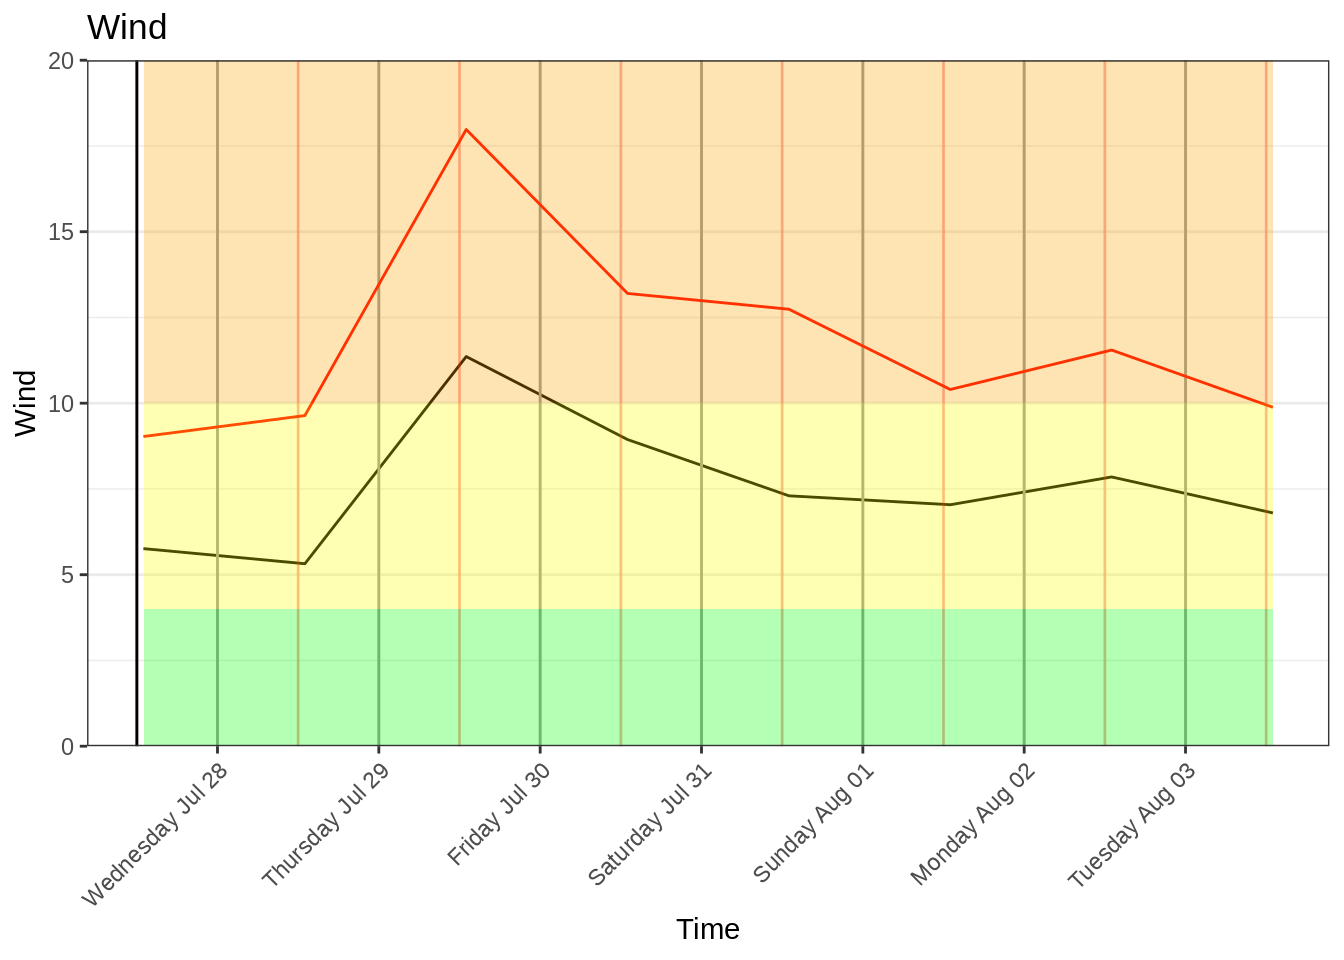 Wind
20
15
10
5
0
Wind
Wednesday Jul 28
Thursday Jul 29
Friday Jul 30
Saturday Jul 31
Sunday Aug 01
Monday Aug 02
Tuesday Aug 03
Time